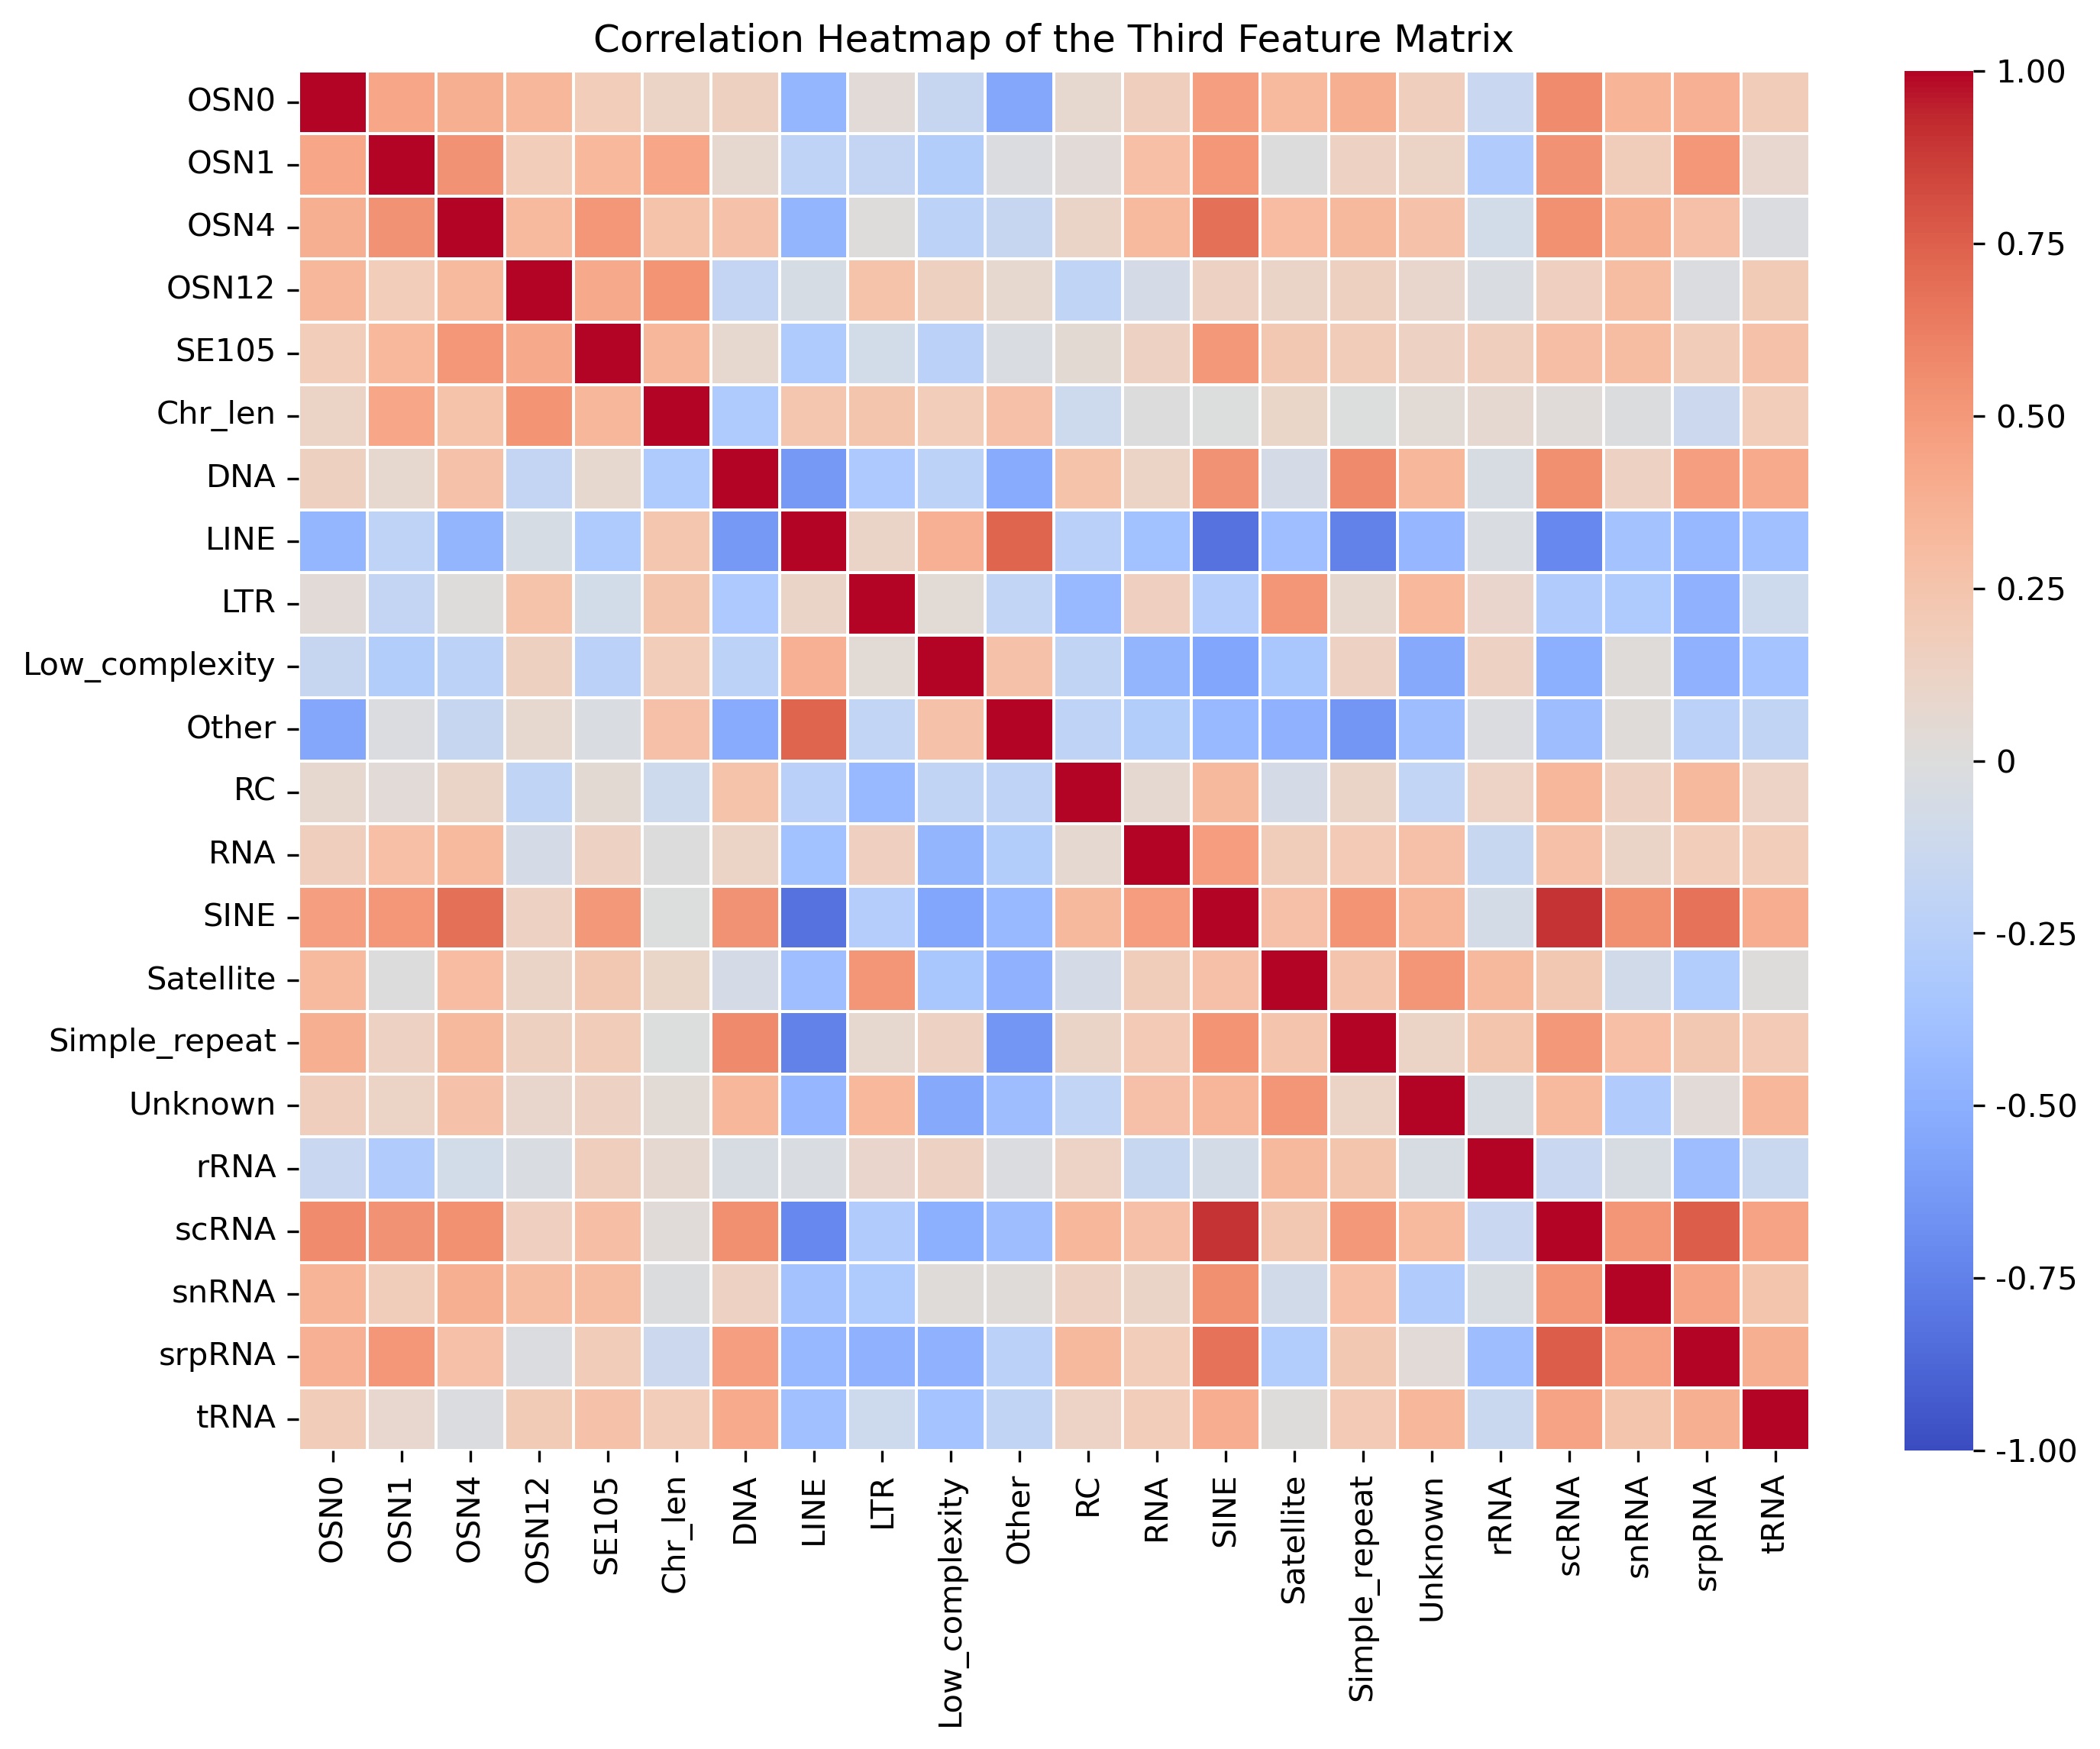 Correlation Heatmap of the Third Feature Matrix
OSN0
OSN1
OSN4
OSN12
SE105
Chr_len
DNA
LINE
LTR
Low_complexity
Other
RC
RNA
SINE
Satellite
Simple_repeat
Unknown
rRNA
scRNA
snRNA
srpRNA
tRNA
OSN0
OSN1
OSN4
OSN12
SE105
Chr_len
DNA
LINE
LTR
Low_complexity
Other
RC
RNA
SINE
Satellite
Simple_repeat
Unknown
rRNA
scRNA
snRNA
srpRNA
tRNA
1.00
0.75
0.50
0.25
0
-0.25
-0.50
-0.75
-1.00